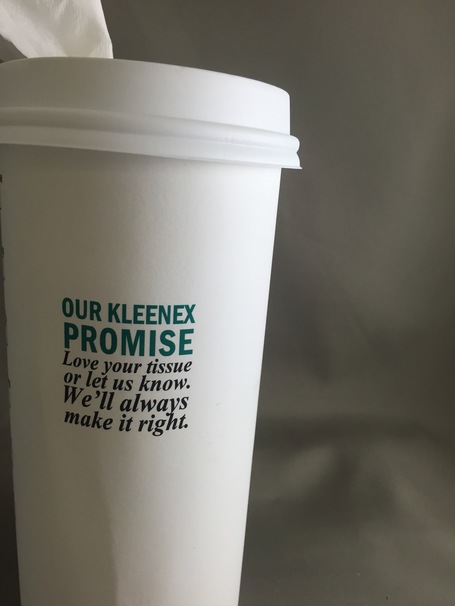 OUR KLEENEX
PROMISE
Love your tissue
or let us know.
We'll always
make it right.